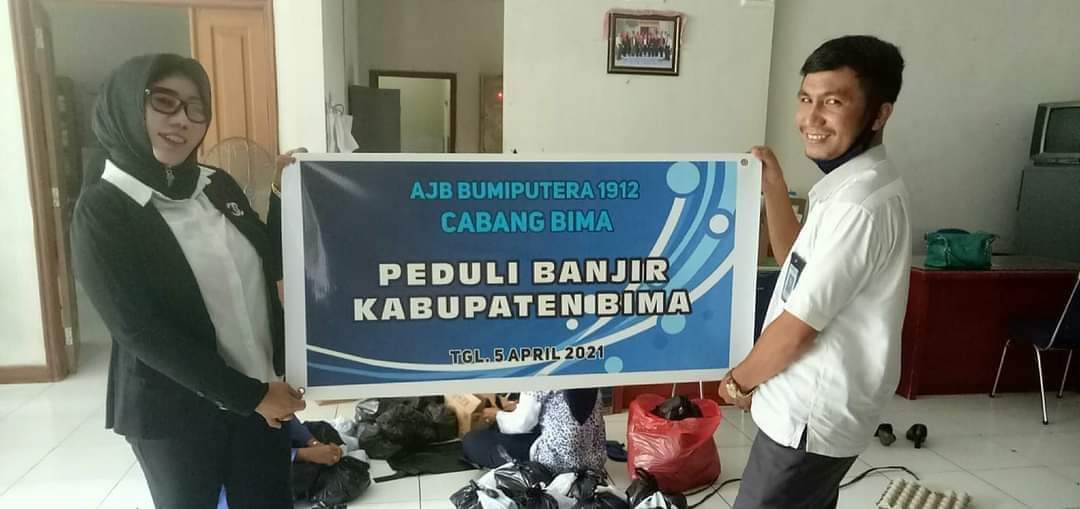 AJB BUMIPUTERA 1912
CABANG BIMA
PEDULI BANJIR
KABUPATEN BIMA
TGL. 5 APRIL 2021